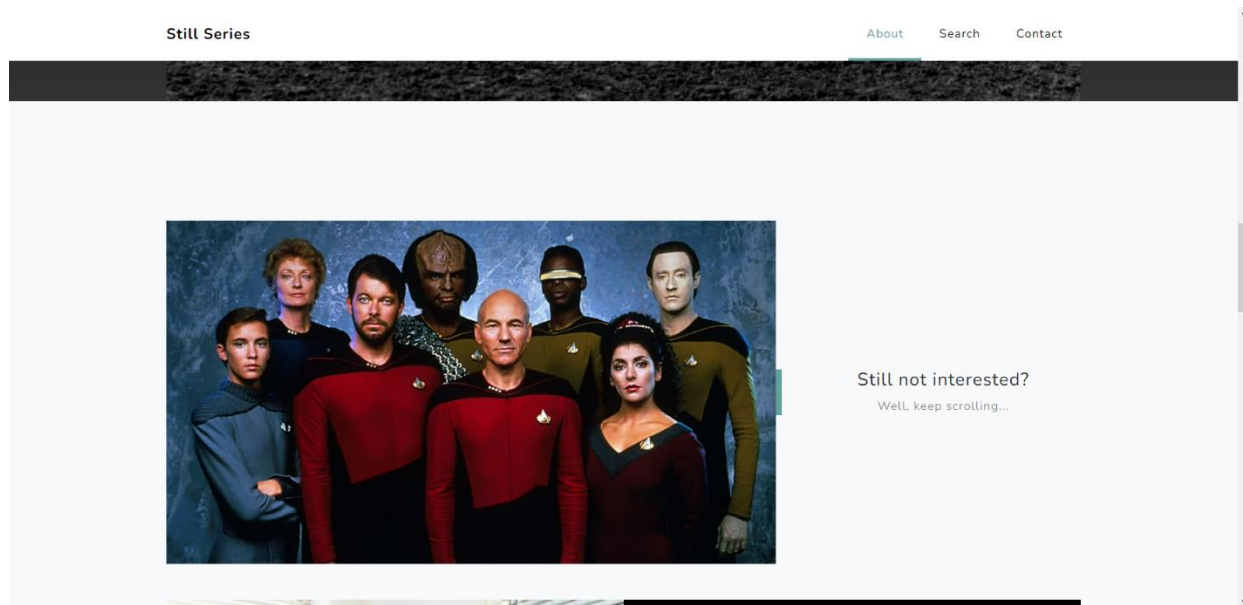 Still Series
About
Search
Contact
Still not interested?
Well, keep scrolling...